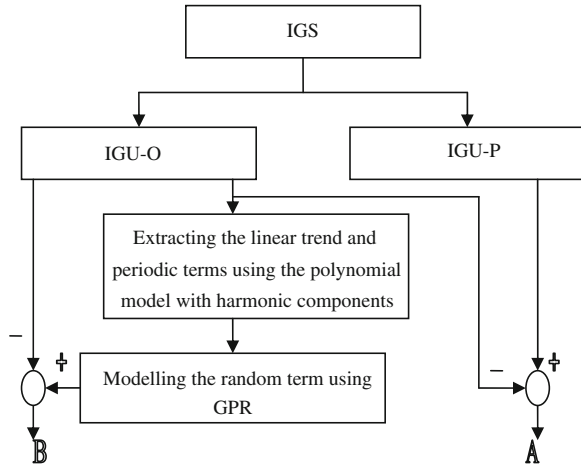 IGS
IGU-O
IGU-P
Extracting the linear trend and
periodic terms using the polynomial
model with harmonic components
Modelling the random term using
GPR
−
+
−
+
B
A